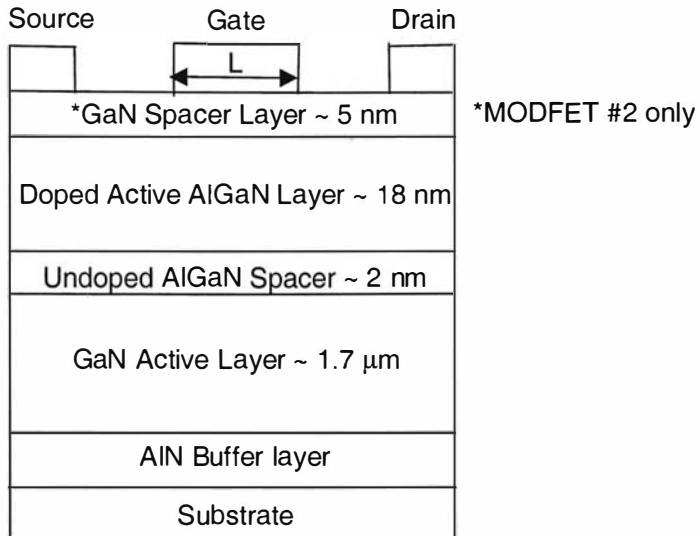 Source Gate Drain
L
*GaN Spacer Layer ~ 5 nm *MODFET #2 only
Doped Active AlGaN Layer ~ 18 nm
Undoped AlGaN Spacer ~ 2 nm
GaN Active Layer ~ 1.7 μm
AlN Buffer layer
Substrate